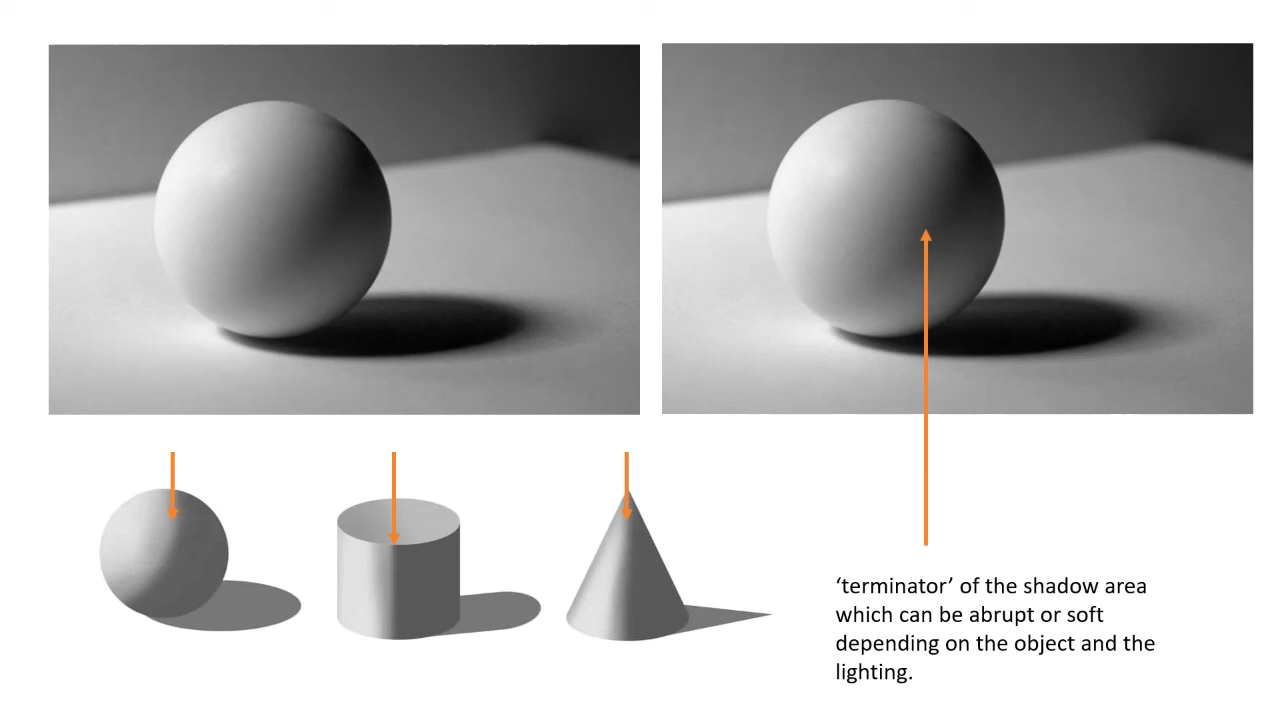 ‘terminator’ of the shadow area
which can be abrupt or soft
depending on the object and the
lighting.